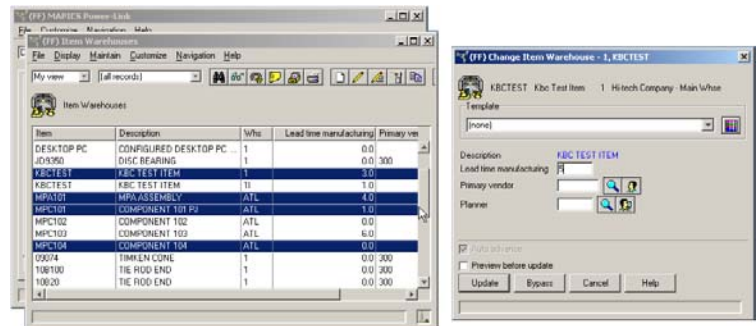 (FF) MAPICS Power-Link
File Customize Navigation Help
(FF) Item Warehouses
File Display Maintain Customize Navigation Help
My view [all records]
Item Warehouses
Item Description Whs Lead time manufacturing Primary ven
DESKTOP PC CONFIGURED DESKTOP PC ... 1 0.0
JD9350 DISC BEARING 1 0.0 300
KBCTEST KBC TEST ITEM 1 3.0
KBCTEST KBC TEST ITEM 1.0
MPA101 MPA ASSEMBLY ATL 4.0
MPC101 COMPONENT 101 PJ ATL 1.0
MPC102 COMPONENT 102 ATL 0.0
MPC103 COMPONENT 103 ATL 6.0
MPC104 COMPONENT 104 ATL 0.0
09074 TIMKEN CONE 1 0.0 300
10B100 TIE ROD END 1 0.0 300
10B20 TIE ROD END 1 0.0 300
(FF) Change Item Warehouse - 1, KBCTEST
KBCTEST Kbc Test Item 1 Hi-tech Company - Main Whse
Template
(none)
Description KBC TEST ITEM
Lead time manufacturing
Primary vendor
Planner
Auto advance
Preview before update
Update Bypass Cancel Help